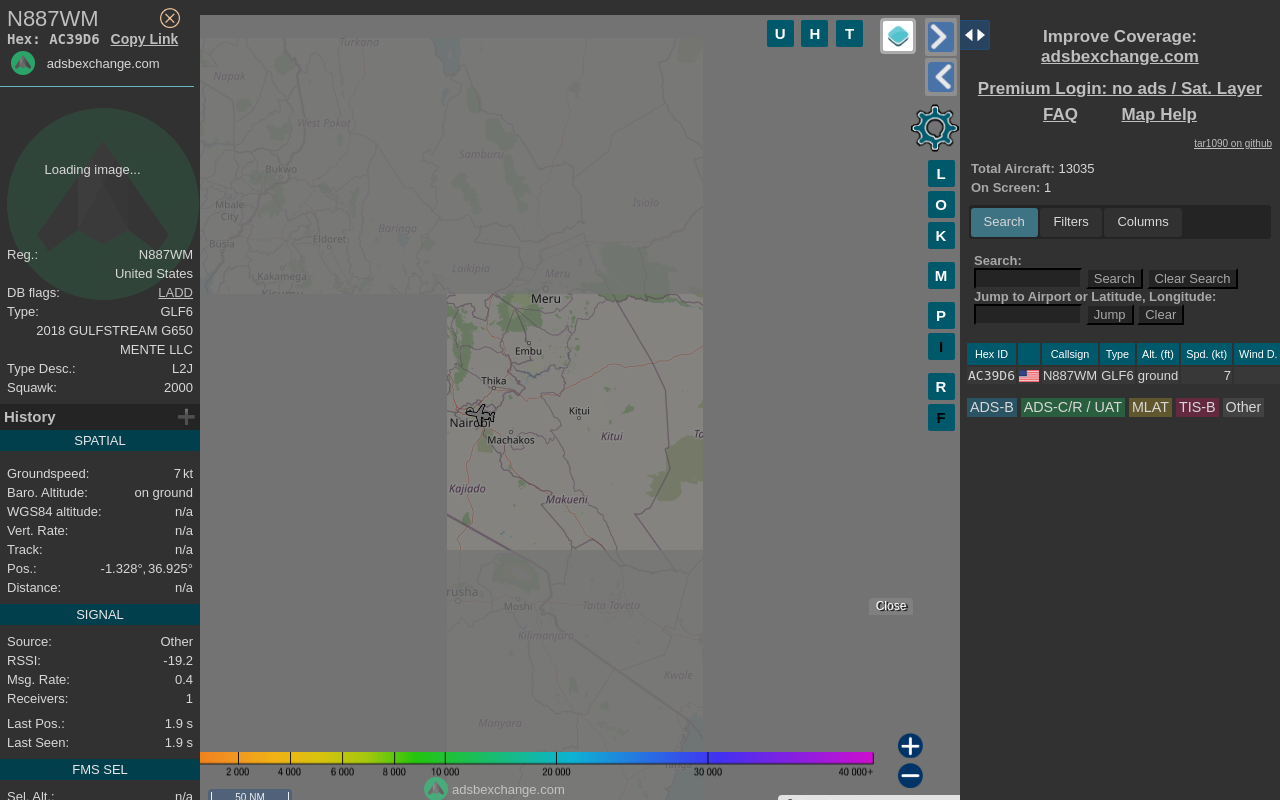 N887WM
Hex: AC39D6 Copy Link
adsbexchange.com
Loading image...
Reg.: N887WM
United States
DB flags: LADD
Type: GLF6
2018 GULFSTREAM G650
MENTE LLC
Type Desc.: L2J
Squawk: 2000
History
SPATIAL
Groundspeed: 7 kt
Baro. Altitude: on ground
WGS84 altitude: n/a
Vert. Rate: n/a
Track: n/a
Pos.: -1.328°, 36.925°
Distance: n/a
SIGNAL
Source: Other
RSSI: -19.2
Msg. Rate: 0.4
Receivers: 1
Last Pos.: 1.9 s
Last Seen: 1.9 s
FMS SEL
Sel. Alt.: n/a
U H T
L
O
K
M
P
I
R
F
Turkana
Napak
West Pokot
Samburu
Bukwo
Isiolo
Mbale
City
Baringa
Busia
Eldoret
Laikipia
Meru
Kakamega
Kisumu
Meru
Embu
Thika
Nairobi
Kitui
Machakos
Kitui
Ta
Kajiado
Makueni
rusha
Moshi
Taita Taveta
Kilimanjaro
Kwale
Manyara
Tanga
Close
2 000 4 000 6 000 8 000 10 000 20 000 30 000 40 000+
adsbexchange.com
50 NM
Improve Coverage:
adsbexchange.com
Premium Login: no ads / Sat. Layer
FAQ Map Help
tar1090 on github
Total Aircraft: 13035
On Screen: 1
Search Filters Columns
Search:
Search Clear Search
Jump to Airport or Latitude, Longitude:
Jump Clear
Hex ID Callsign Type Alt. (ft) Spd. (kt) Wind D.
AC39D6 N887WM GLF6 ground 7
ADS-B ADS-C/R / UAT MLAT TIS-B Other